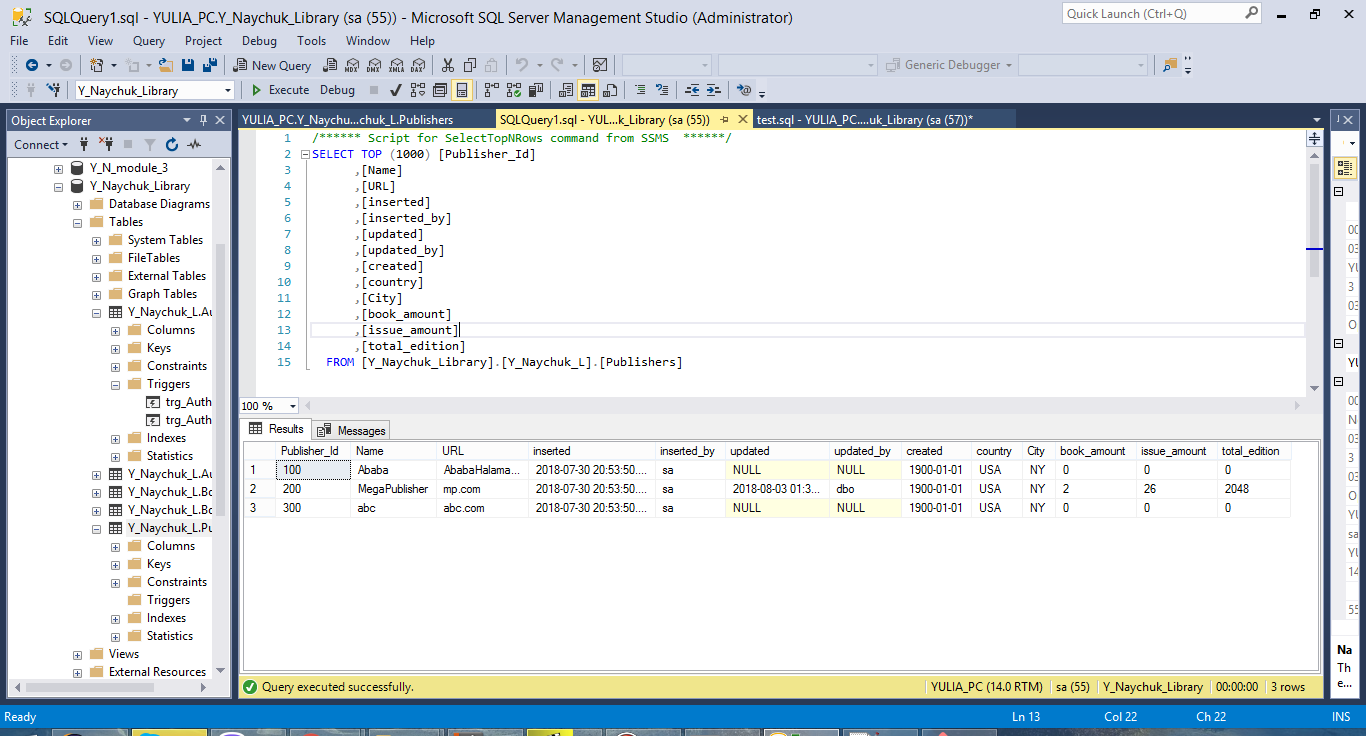 SQLQuery1.sql - YULIA_PC.Y_Naychuk_Library (sa (55)) - Microsoft SQL Server Management Studio (Administrator)
Quick Launch (Ctrl+Q)
File Edit View Query Project Debug Tools Window Help
New Query MDX DMX XMLA DAX Generic Debugger
Y_Naychuk_Library Execute Debug
Object Explorer
Connect
Y_N_module_3
Y_Naychuk_Library
Database Diagrams
Tables
System Tables
FileTables
External Tables
Graph Tables
Y_Naychuk_L.Au
Columns
Keys
Constraints
Triggers
trg_Auth
trg_Auth
Indexes
Statistics
Y_Naychuk_L.Au
Y_Naychuk_L.Bo
Y_Naychuk_L.Bo
Y_Naychuk_L.Pu
Columns
Keys
Constraints
Triggers
Indexes
Statistics
Views
External Resources
YULIA_PC.Y_Naychu...chuk_L.Publishers SQLQuery1.sql - YUL...k_Library (sa (55)) test.sql - YULIA_PC....uk_Library (sa (57))*
1 /****** Script for SelectTopNRows command from SSMS ******/
2 SELECT TOP (1000) [Publisher_Id]
3 ,[Name]
4 ,[URL]
5 ,[inserted]
6 ,[inserted_by]
7 ,[updated]
8 ,[updated_by]
9 ,[created]
10 ,[country]
11 ,[City]
12 ,[book_amount]
13 ,[issue_amount]
14 ,[total_edition]
15 FROM [Y_Naychuk_Library].[Y_Naychuk_L].[Publishers]
100 %
Results Messages
Publisher_Id Name URL inserted inserted_by updated updated_by created country City book_amount issue_amount total_edition
1 100 Ababa AbabaHalama... 2018-07-30 20:53:50.... sa NULL NULL 1900-01-01 USA NY 0 0 0
2 200 MegaPublisher mp.com 2018-07-30 20:53:50.... sa 2018-08-03 01:3... dbo 1900-01-01 USA NY 2 26 2048
3 300 abc abc.com 2018-07-30 20:53:50.... sa NULL NULL 1900-01-01 USA NY 0 0 0
Query executed successfully. YULIA_PC (14.0 RTM) sa (55) Y_Naychuk_Library 00:00:00 3 rows
00
03
YU
3
03
O
YU
00
N
03
3
03
O
YU
sa
YU
14
55
Na
Th
e...
Ready Ln 13 Col 22 Ch 22 INS